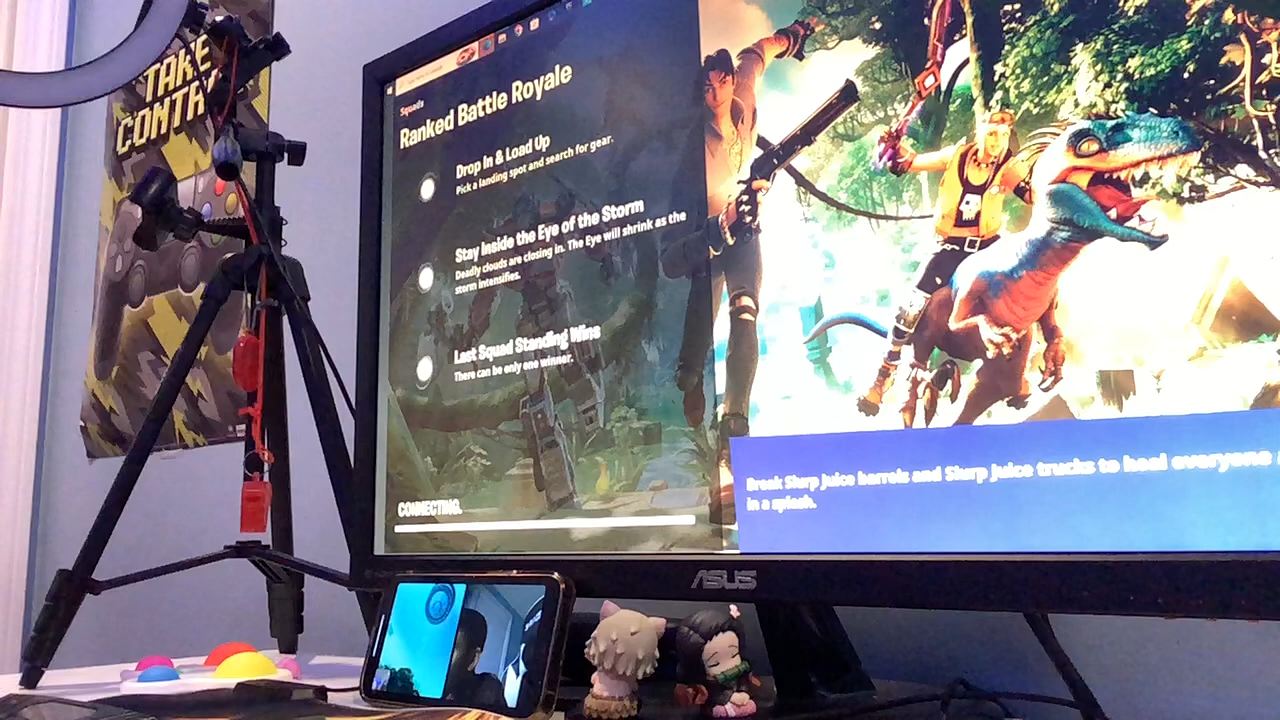 TAKE
CONTR
Squads
Ranked Battle Royale
Drop In & Load Up
Pick a landing spot and search for gear.
Stay Inside the Eye of the Storm
Deadly clouds are closing in. The Eye will shrink as the
storm intensifies.
Last Squad Standing Wins
There can be only one winner.
CONNECTING.
Break Slurp Juice barrels and Slurp Juice trucks to heal everyone
in a splash.
ASUS